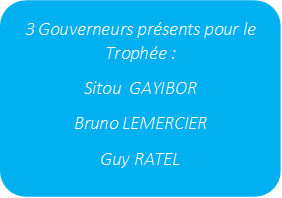 3 Gouverneurs présents pour le
Trophée :
Sitou GAYIBOR
Bruno LEMERCIER
Guy RATEL